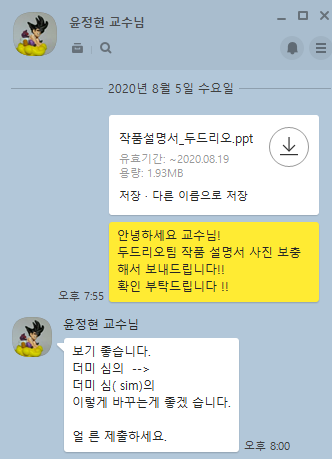 윤정현 교수님
2020년 8월 5일 수요일
작품설명서_두드리오.ppt
유효기간: ~2020.08.19
용량: 1.93MB
저장 · 다른 이름으로 저장
안녕하세요 교수님!
두드리오팀 작품 설명서 사진 보충
해서 보내드립니다!!
확인 부탁드립니다 !!
오후 7:55
윤정현 교수님
보기 좋습니다.
더미 심의  -->
더미 심( sim)의
이렇게 바꾸는게 좋겠 습니다.
얼 른 제출하세요.
오후 8:00